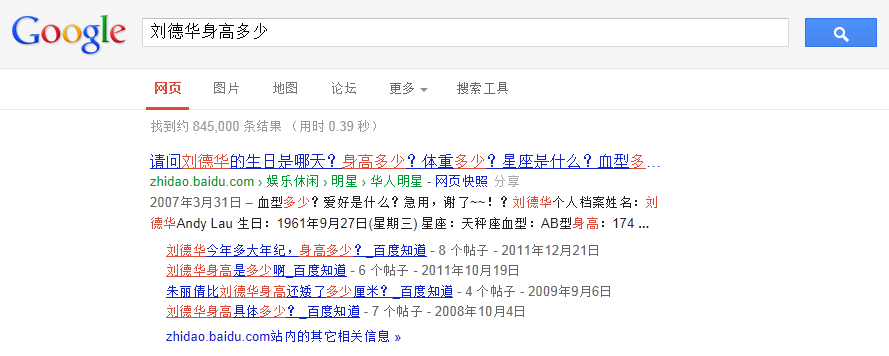 Google 刘德华身高多少
网页 图片 地图 论坛 更多 搜索工具
找到约 845,000 条结果 （用时 0.39 秒）
请问刘德华的生日是哪天？身高多少？体重多少？星座是什么？血型多...
zhidao.baidu.com › 娱乐休闲 › 明星 › 华人明星 - 网页快照 分享
2007年3月31日 – 血型多少？爱好是什么？急用，谢了~~！？刘德华个人档案姓名：刘
德华Andy Lau 生日：1961年9月27日(星期三) 星座：天秤座血型：AB型身高：174 ...
刘德华今年多大年纪，身高多少？_百度知道 - 8 个帖子 - 2011年12月21日
刘德华身高是多少啊_百度知道 - 6 个帖子 - 2011年10月19日
朱丽倩比刘德华身高还矮了多少厘米？_百度知道 - 4 个帖子 - 2009年9月6日
刘德华身高具体多少？_百度知道 - 7 个帖子 - 2008年10月4日
zhidao.baidu.com站内的其它相关信息 »